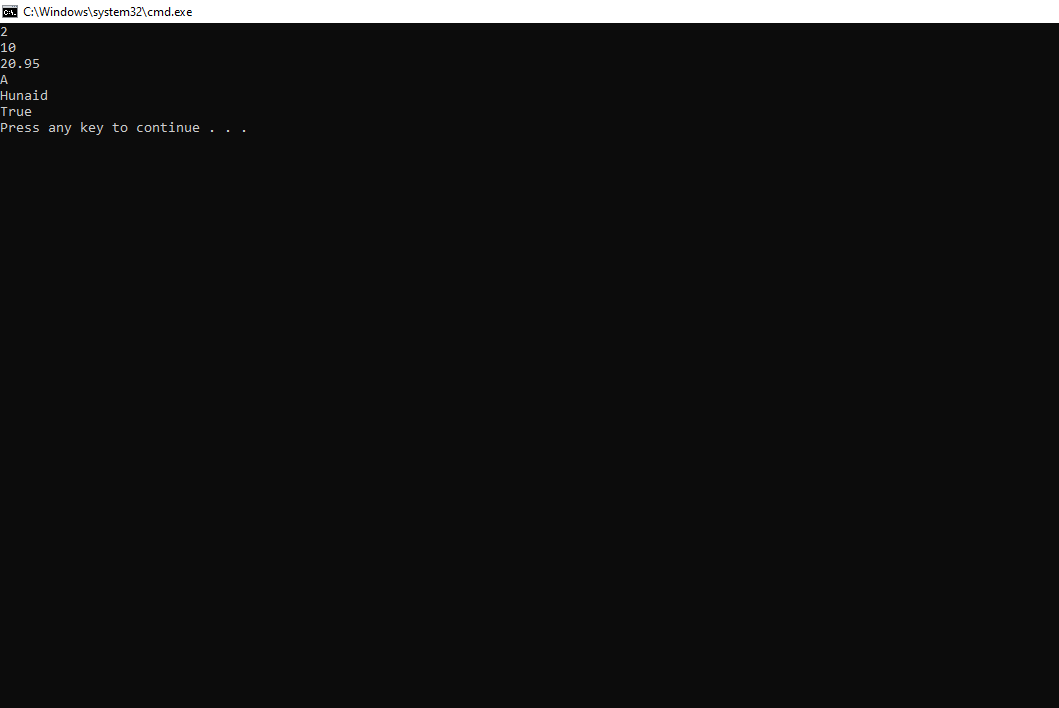 C:\Windows\system32\cmd.exe
2
10
20.95
A
Hunaid
True
Press any key to continue . . .